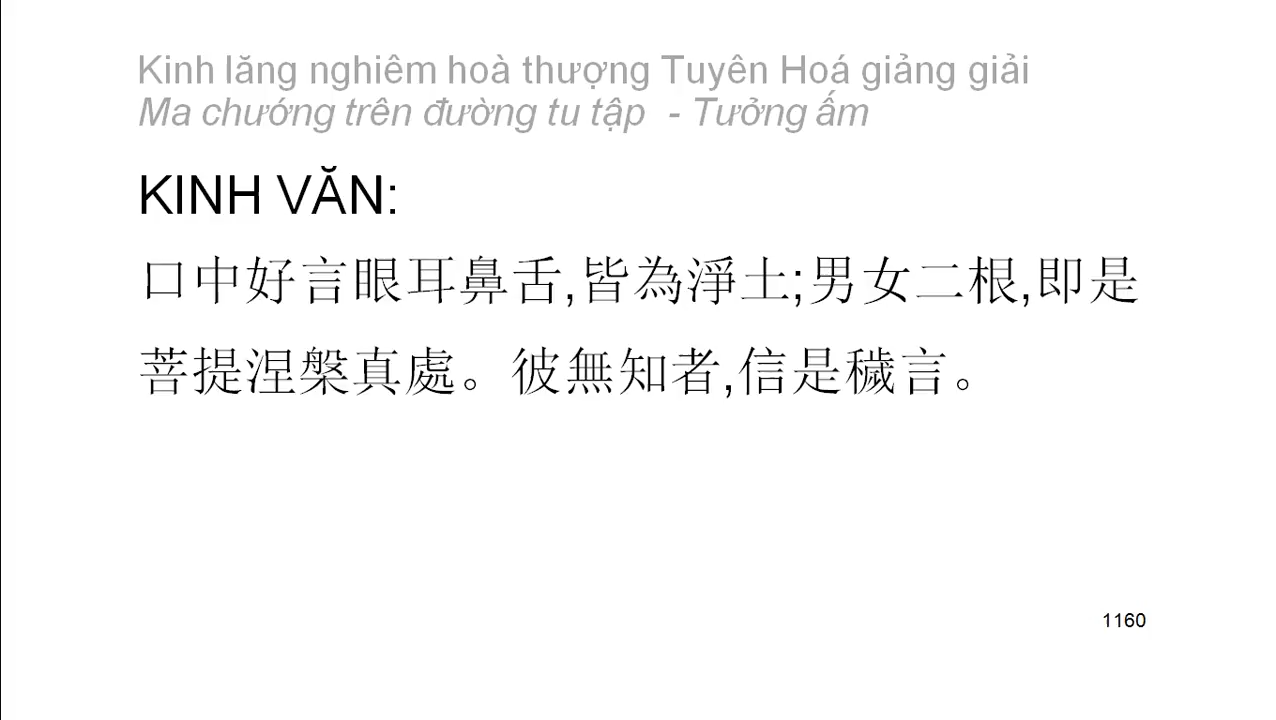 Kinh lăng nghiêm hoà thượng Tuyên Hoá giảng giải
Ma chướng trên đường tu tập - Tưởng ấm
KINH VĂN:
口中好言眼耳鼻舌,皆為淨土;男女二根,即是
菩提涅槃真處。彼無知者,信是穢言。
1160